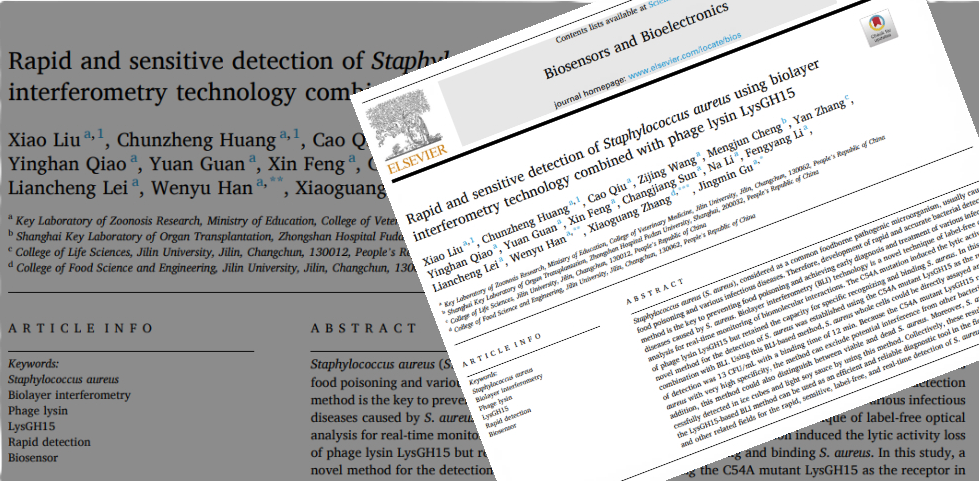 Rapid and sensitive detection of Staphyl
interferometry technology combi
Xiao Liu a,1, Chunzheng Huang a,1, Cao Q
Yinghan Qiao a, Yuan Guan a, Xin Feng a, C
Liancheng Lei a, Wenyu Han a,**, Xiaoguang
a Key Laboratory of Zoonosis Research, Ministry of Education, College of Vete
b Shanghai Key Laboratory of Organ Transplantation, Zhongshan Hospital Fuda
c College of Life Sciences, Jilin University, Jilin, Changchun, 130012, People's R
d College of Food Science and Engineering, Jilin University, Jilin, Changchun, 130
ARTICLE INFO
Keywords:
Staphylococcus aureus
Biolayer interferometry
Phage lysin
LysGH15
Rapid detection
Biosensor
ABSTRACT
Staphylococcus aureus (S.
food poisoning and variou
method is the key to preve
diseases caused by S. aureu
analysis for real-time monito
of phage lysin LysGH15 but re
novel method for the detection
detection
ious infectious
que of label-free optical
induced the lytic activity loss
g and binding S. aureus. In this study, a
g the C54A mutant LysGH15 as the receptor in
Contents lists available at
Biosensors and Bioelectronics
journal homepage: www.elsevier.com/locate/bios
ELSEVIER
Check for updates
Rapid and sensitive detection of Staphylococcus aureus using biolayer
interferometry technology combined with phage lysin LysGH15
Xiao Liu a,1, Chunzheng Huang a,1, Cao Qiu a, Zijing Wang a, Mengjun Cheng b, Yan Zhang c,
Yinghan Qiao a, Yuan Guan a, Xin Feng a, Changjiang Sun a, Na Li a, Fengyang Li a,
Liancheng Lei a, Wenyu Han a,**, Xiaoguang Zhang d,***, Jingmin Gu a,*
a Key Laboratory of Zoonosis Research, Ministry of Education, College of Veterinary Medicine, Jilin University, Jilin, Changchun, 130062, People's Republic of China
b Shanghai Key Laboratory of Organ Transplantation, Zhongshan Hospital Fudan University, Shanghai, 200032, People's Republic of China
c College of Life Sciences, Jilin University, Jilin, Changchun, 130012, People's Republic of China
d College of Food Science and Engineering, Jilin University, Jilin, Changchun, 130062, People's Republic of China
ARTICLE INFO
Keywords:
Staphylococcus aureus
Biolayer interferometry
Phage lysin
LysGH15
Rapid detection
Biosensor
ABSTRACT
Staphylococcus aureus (S. aureus), considered as a common foodborne pathogenic microorganism, usually cau
food poisoning and various infectious diseases. Therefore, development of rapid and accurate bacterial detec
method is the key to preventing food poisoning and achieving early diagnosis and treatment of various infe
diseases caused by S. aureus. Biolayer interferometry (BLI) technology is a novel technique of label-free o
analysis for real-time monitoring of biomolecular interactions. The C54A mutation induced the lytic a
of phage lysin LysGH15 but retained the capacity for specific recognizing and binding S. aureus. In
novel method for the detection of S. aureus was established using the C54A mutant LysGH15 as the r
combination with BLI. Using this BLI-based method, S. aureus whole cells could be directly assayed a
of detection was 13 CFU/mL with a binding time of 12 min. Because the C54A mutant LysGH15
aureus with very high specificity, the method can exclude potential interference from other
addition, this method could also distinguish between viable and dead S. aureus. Moreover, S.
cessfully detected in ice cubes and light soy sauce by using this method. Collectively, these resul
the LysGH15-based BLI method can be used as an efficient and reliable diagnostic tool in the
and other related fields for the rapid, sensitive, label-free, and real-time detection of S. aureu